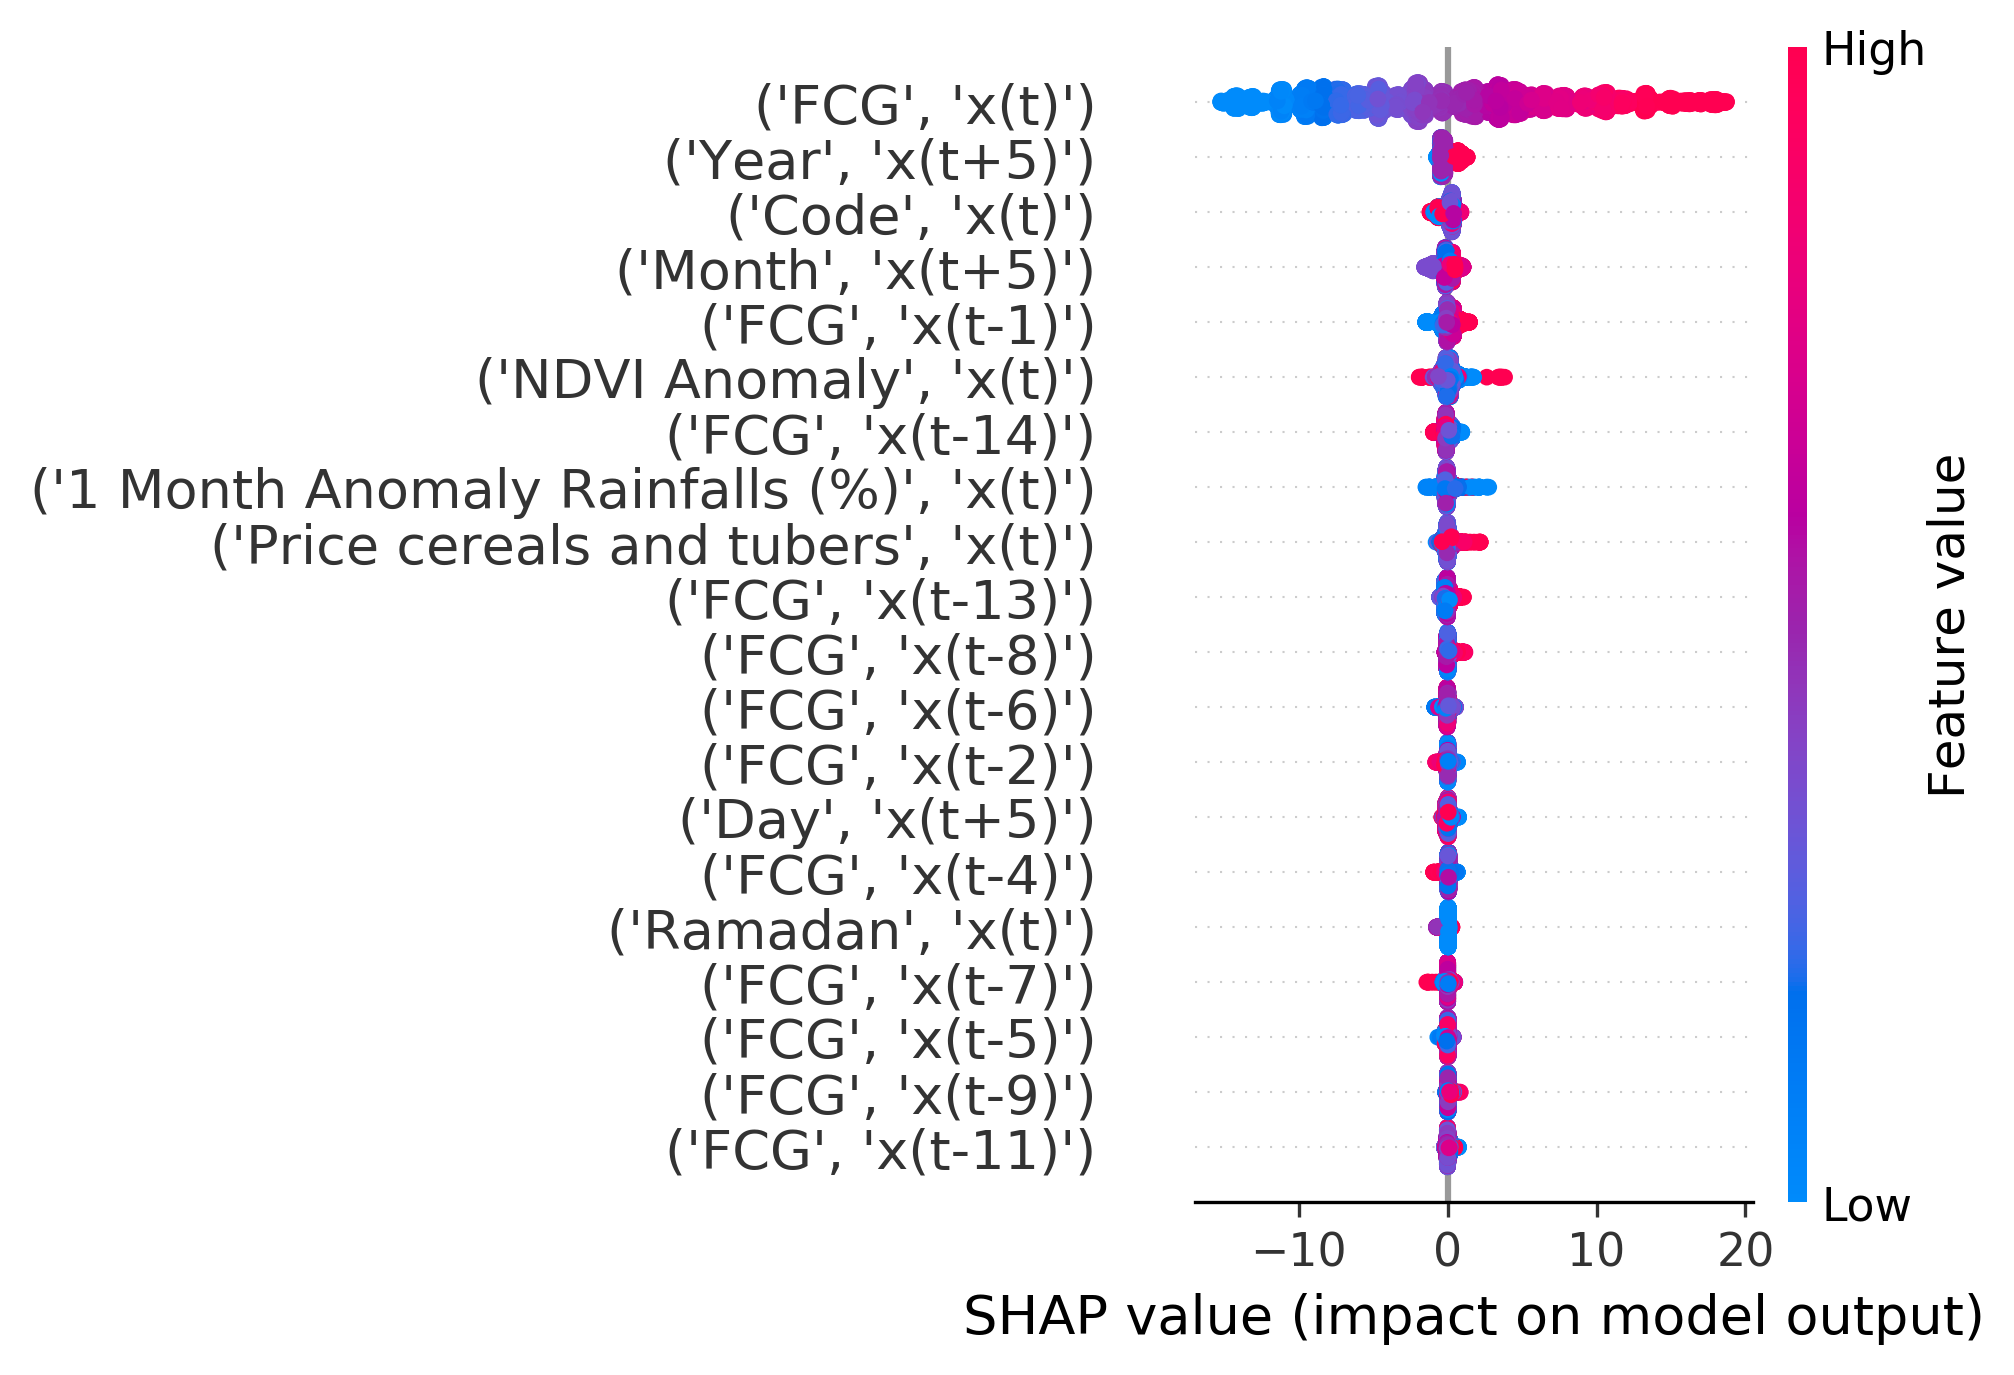 High
('FCG', 'x(t)')
('Year', 'x(t+5)')
('Code', 'x(t)')
('Month', 'x(t+5)')
('FCG', 'x(t-1)')
('NDVI Anomaly', 'x(t)')
('FCG', 'x(t-14)')
('1 Month Anomaly Rainfalls (%)', 'x(t)')
('Price cereals and tubers', 'x(t)')
('FCG', 'x(t-13)')
('FCG', 'x(t-8)')
('FCG', 'x(t-6)')
('FCG', 'x(t-2)')
('Day', 'x(t+5)')
('FCG', 'x(t-4)')
('Ramadan', 'x(t)')
('FCG', 'x(t-7)')
('FCG', 'x(t-5)')
('FCG', 'x(t-9)')
('FCG', 'x(t-11)')
Feature value
Low
−10 0 10 20
SHAP value (impact on model output)